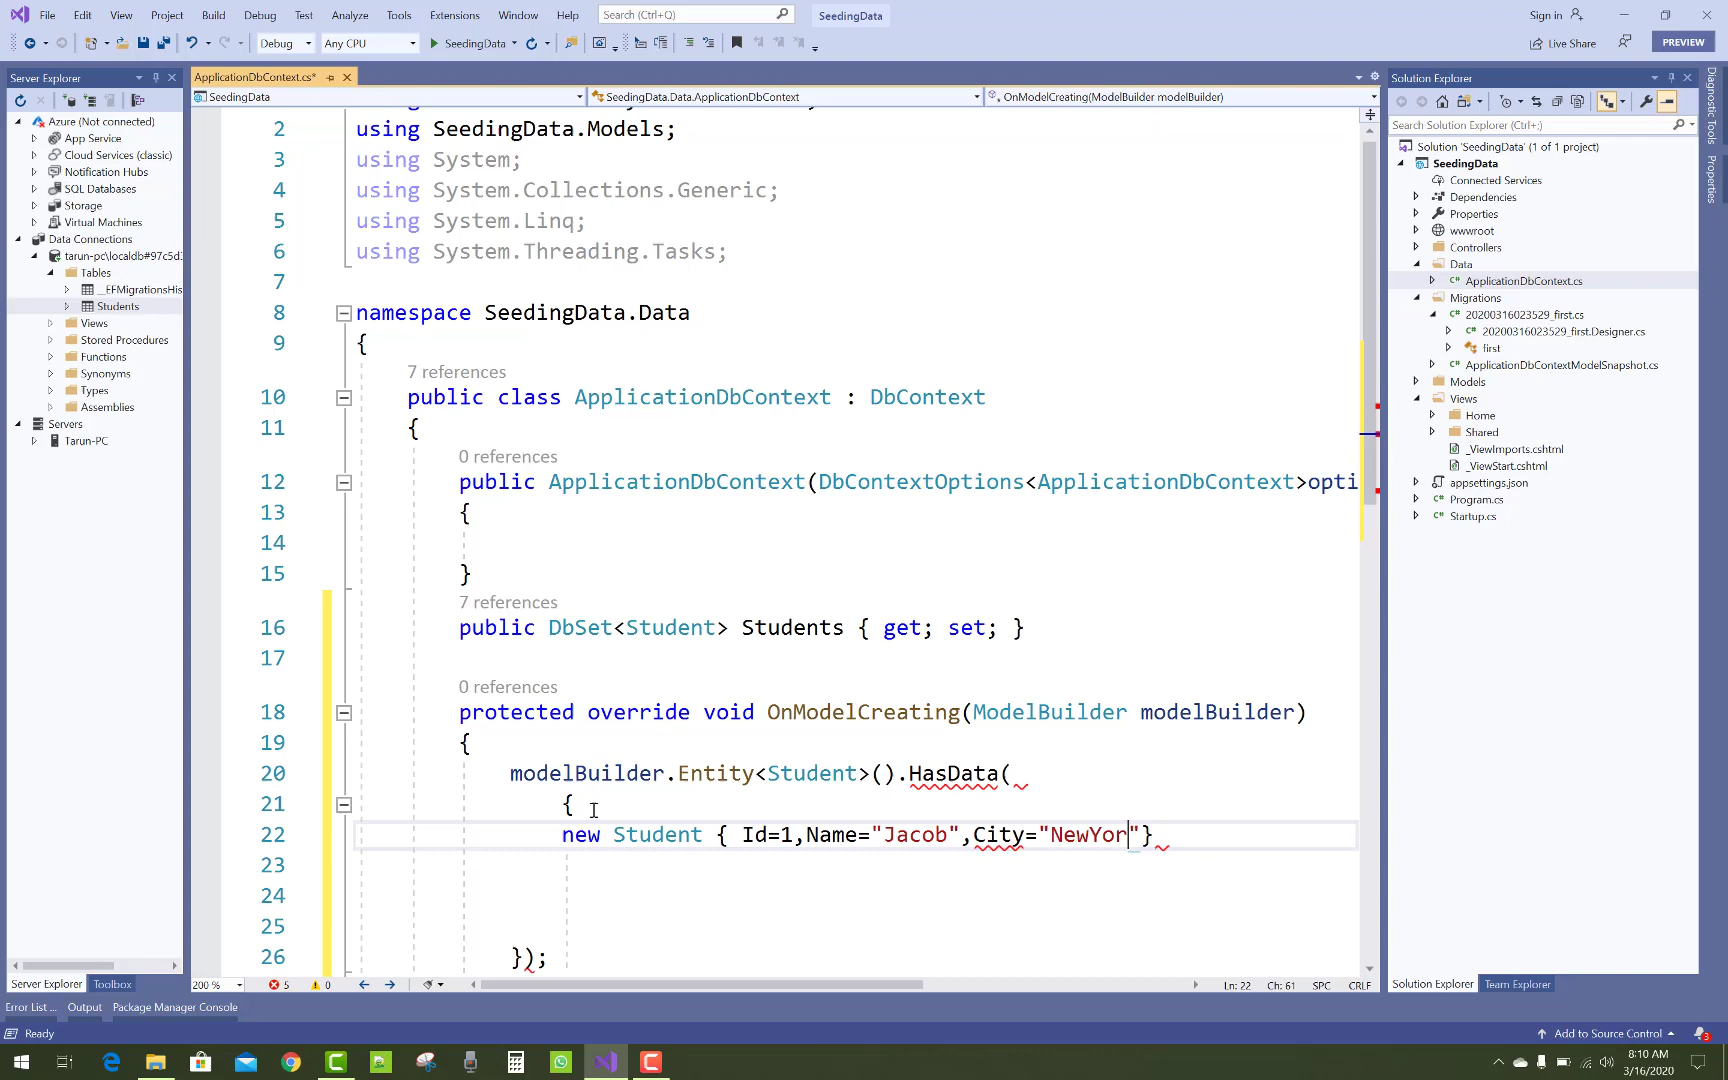 File Edit View Project Build Debug Test Analyze Tools Extensions Window Help Search (Ctrl+Q) SeedingData Sign in
Debug Any CPU SeedingData Live Share PREVIEW
Server Explorer
Azure (Not connected)
App Service
Cloud Services (classic)
Notification Hubs
SQL Databases
Storage
Virtual Machines
Data Connections
tarun-pc\localdb#97c5d3
Tables
__EFMigrationsHis
Students
Views
Stored Procedures
Functions
Synonyms
Types
Assemblies
Servers
Tarun-PC
Server Explorer Toolbox
ApplicationDbContext.cs*
SeedingData SeedingData.Data.ApplicationDbContext OnModelCreating(ModelBuilder modelBuilder)
2 using SeedingData.Models;
3 using System;
4 using System.Collections.Generic;
5 using System.Linq;
6 using System.Threading.Tasks;
7
8 namespace SeedingData.Data
9 {
7 references
10 public class ApplicationDbContext : DbContext
11 {
0 references
12 public ApplicationDbContext(DbContextOptions<ApplicationDbContext>opti
13 {
14
15 }
7 references
16 public DbSet<Student> Students { get; set; }
17
0 references
18 protected override void OnModelCreating(ModelBuilder modelBuilder)
19 {
20 modelBuilder.Entity<Student>().HasData(
21 {
22 new Student { Id=1,Name="Jacob",City="NewYor"}
23
24
25
26 });
200 % 5 0 Ln: 22 Ch: 61 SPC CRLF
Solution Explorer
Search Solution Explorer (Ctrl+;)
Solution 'SeedingData' (1 of 1 project)
SeedingData
Connected Services
Dependencies
Properties
wwwroot
Controllers
Data
C# ApplicationDbContext.cs
Migrations
C# 20200316023529_first.cs
C# 20200316023529_first.Designer.cs
first
C# ApplicationDbContextModelSnapshot.cs
Models
Views
Home
Shared
_ViewImports.cshtml
_ViewStart.cshtml
appsettings.json
C# Program.cs
C# Startup.cs
Solution Explorer Team Explorer
Diagnostic Tools
Properties
Error List ... Output Package Manager Console
Ready Add to Source Control 3
8:10 AM
3/16/2020